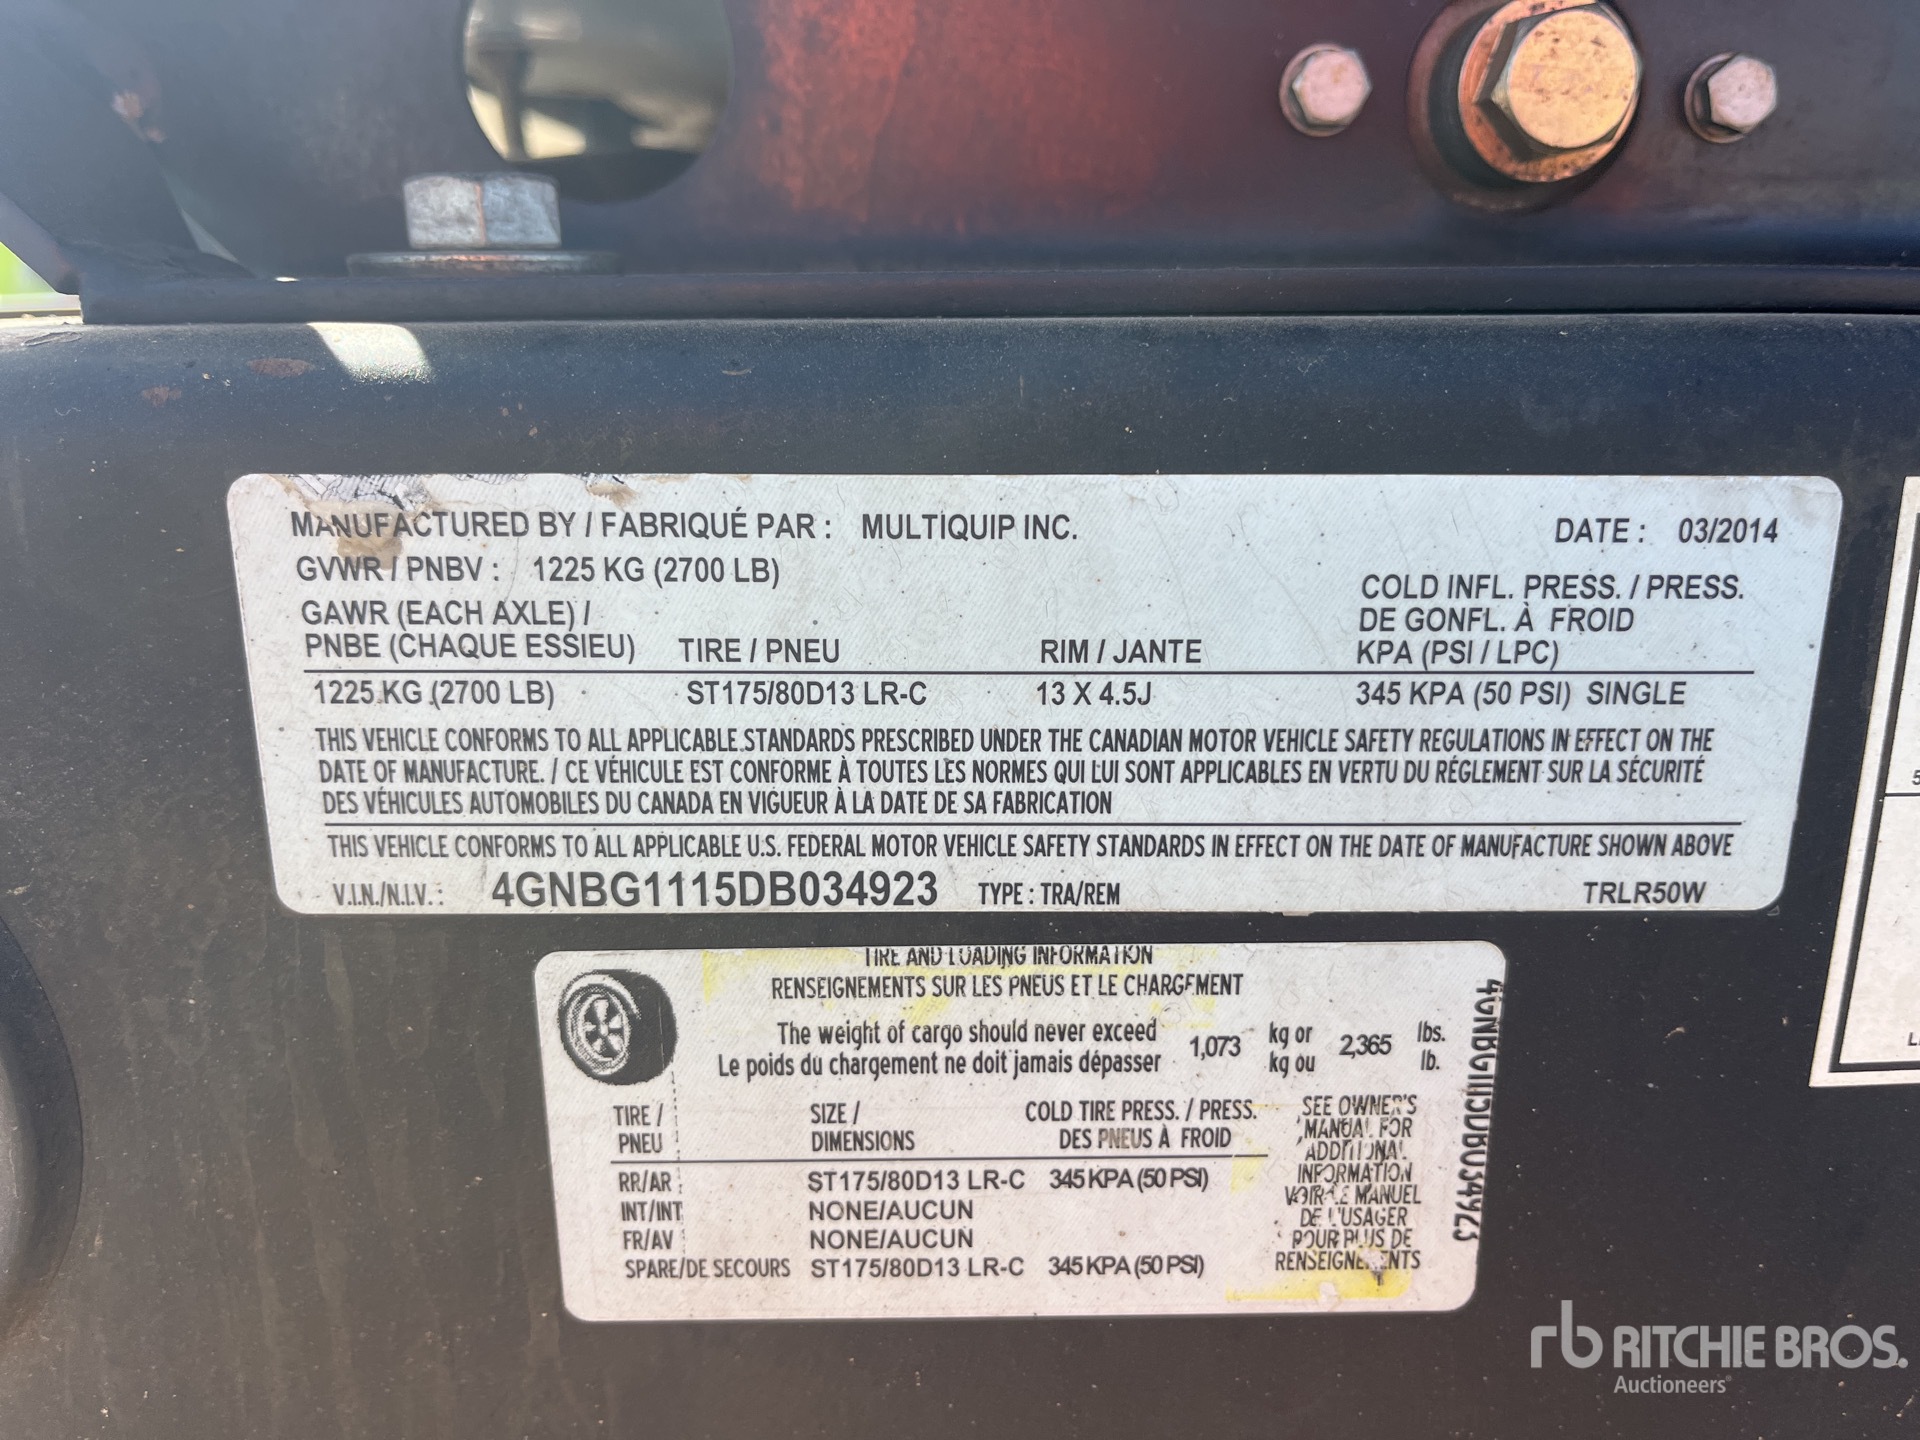 MANUFACTURED BY / FABRIQUÉ PAR : MULTIQUIP INC. DATE : 03/2014
GVWR / PNBV : 1225 KG (2700 LB)
GAWR (EACH AXLE) /
PNBE (CHAQUE ESSIEU) TIRE / PNEU RIM / JANTE
COLD INFL. PRESS. / PRESS.
DE GONFL. À FROID
KPA (PSI / LPC)
1225 KG (2700 LB) ST175/80D13 LR-C 13 X 4.5J 345 KPA (50 PSI) SINGLE
THIS VEHICLE CONFORMS TO ALL APPLICABLE STANDARDS PRESCRIBED UNDER THE CANADIAN MOTOR VEHICLE SAFETY REGULATIONS IN EFFECT ON THE
DATE OF MANUFACTURE. / CE VÉHICULE EST CONFORME À TOUTES LES NORMES QUI LUI SONT APPLICABLES EN VERTU DU RÉGLEMENT SUR LA SÉCURITÉ
DES VÉHICULES AUTOMOBILES DU CANADA EN VIGUEUR À LA DATE DE SA FABRICATION
THIS VEHICLE CONFORMS TO ALL APPLICABLE U.S. FEDERAL MOTOR VEHICLE SAFETY STANDARDS IN EFFECT ON THE DATE OF MANUFACTURE SHOWN ABOVE
V.I.N./N.I.V. : 4GNBG1115DB034923 TYPE : TRA/REM TRLR50W
TIRE AND LOADING INFORMATION
RENSEIGNEMENTS SUR LES PNEUS ET LE CHARGEMENT
The weight of cargo should never exceed 1,073 kg or 2,365 lbs.
Le poids du chargement ne doit jamais dépasser kg ou lb.
TIRE / SIZE / COLD TIRE PRESS. / PRESS.
PNEU DIMENSIONS DES PNEUS À FROID
RR/AR ST175/80D13 LR-C 345 KPA (50 PSI)
INT/INT NONE/AUCUN
FR/AV NONE/AUCUN
SPARE/DE SECOURS ST175/80D13 LR-C 345 KPA (50 PSI)
SEE OWNER'S
MANUAL FOR
ADDITIONAL
INFORMATION
VOIR LE MANUEL
DE L'USAGER
POUR PLUS DE
RENSEIGNEMENTS
4GNBG1115DB034923
rb RITCHIE BROS.
Auctioneers